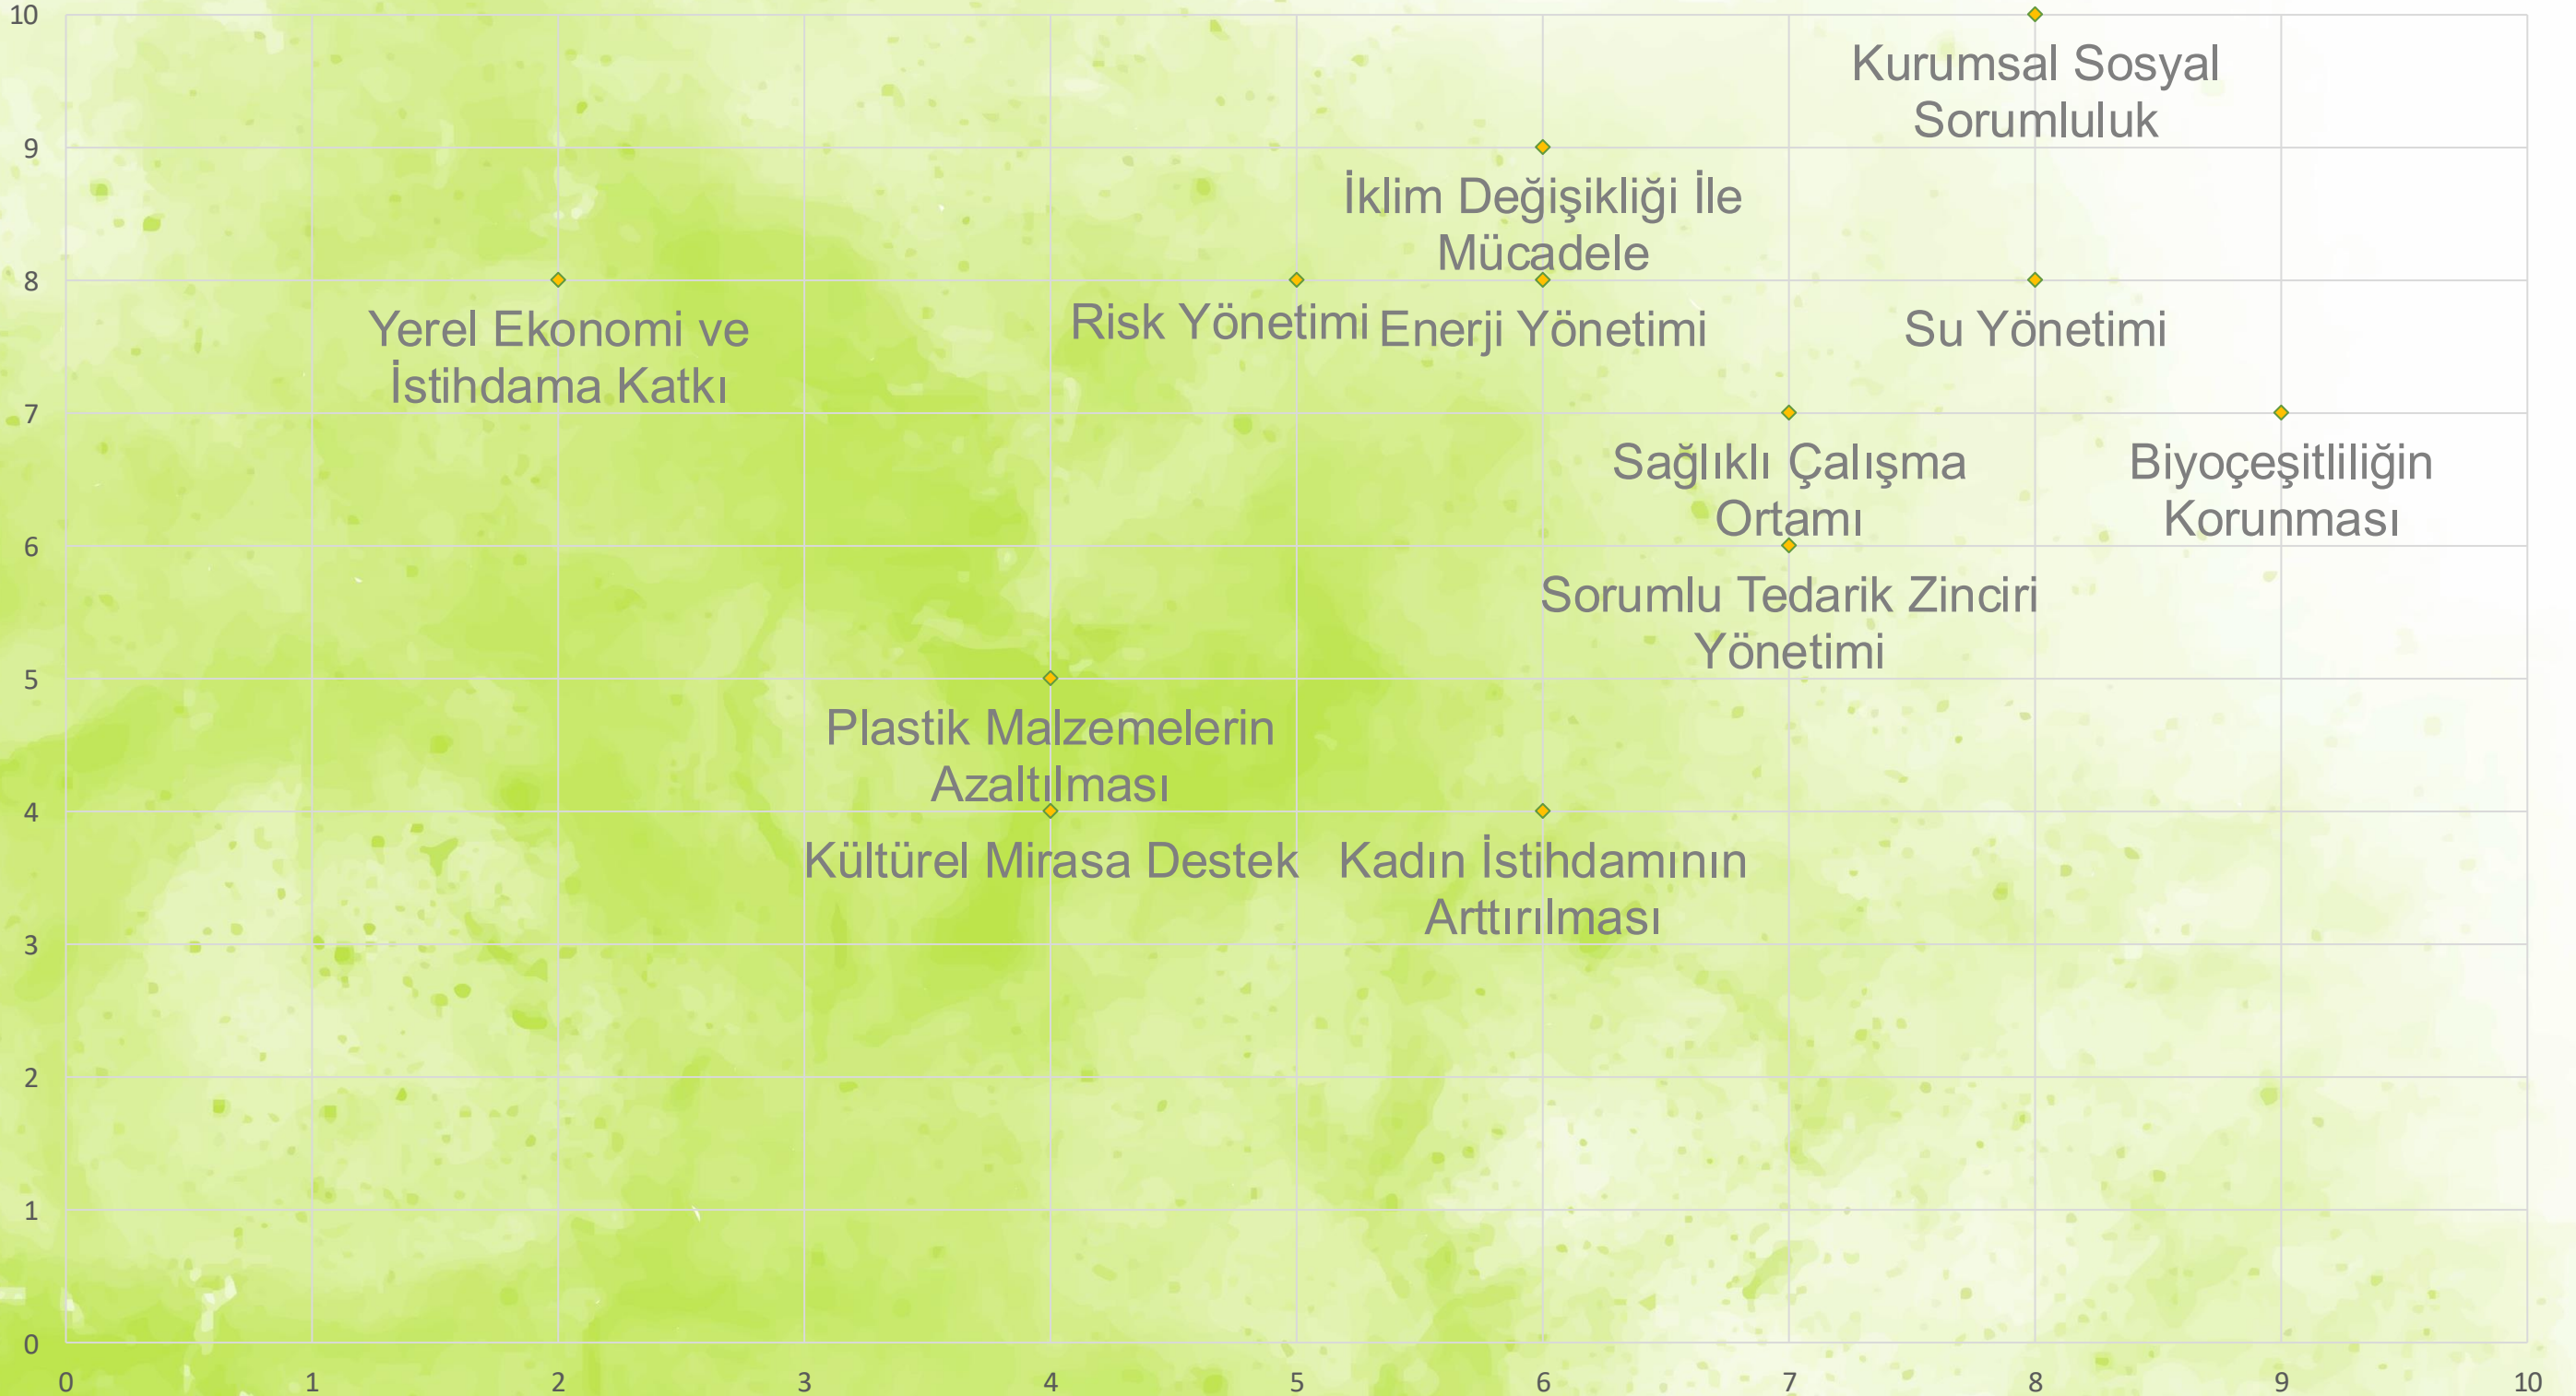 10
Kurumsal Sosyal
Sorumluluk
9
İklim Değişikliği İle
Mücadele
8
Yerel Ekonomi ve
İstihdama Katkı
Risk Yönetimi
Enerji Yönetimi
Su Yönetimi
7
Sağlıklı Çalışma
Ortamı
Biyoçeşitliliğin
Korunması
6
Sorumlu Tedarik Zinciri
Yönetimi
5
Plastik Malzemelerin
Azaltılması
4
Kültürel Mirasa Destek
Kadın İstihdamının
Arttırılması
3
2
1
0
0 1 2 3 4 5 6 7 8 9 10